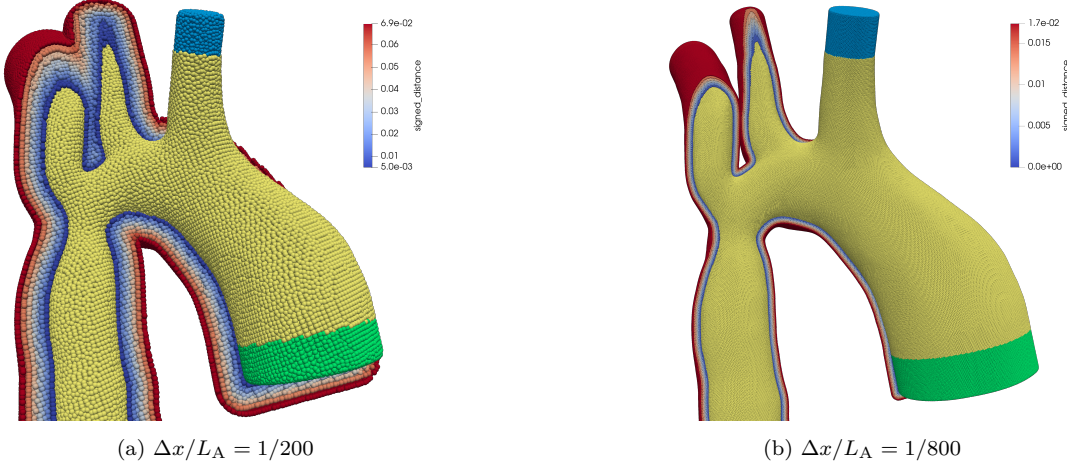 6.9e-02
0.06
0.05
0.04
0.03
0.02
0.01
5.0e-03
signed_distance
1.7e-02
0.015
0.01
0.005
0.0e+00
signed_distance
(a) Δx/L_A = 1/200
(b) Δx/L_A = 1/800